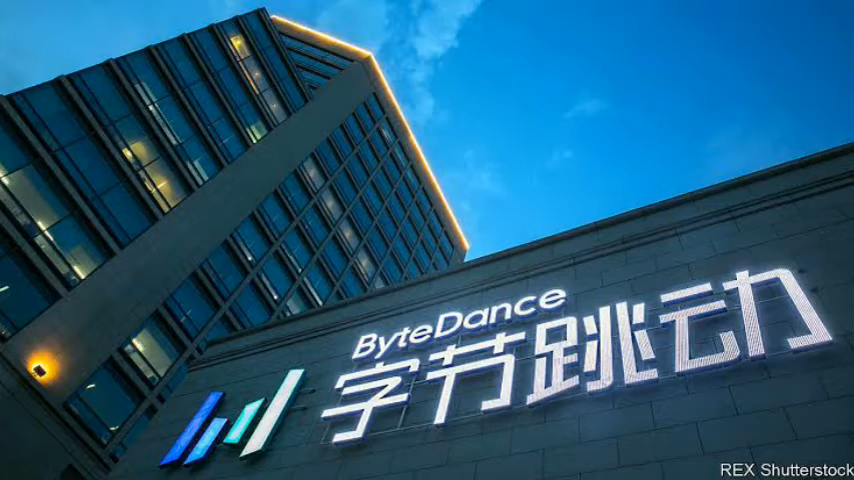 ByteDance
字节跳动
REX Shutterstock